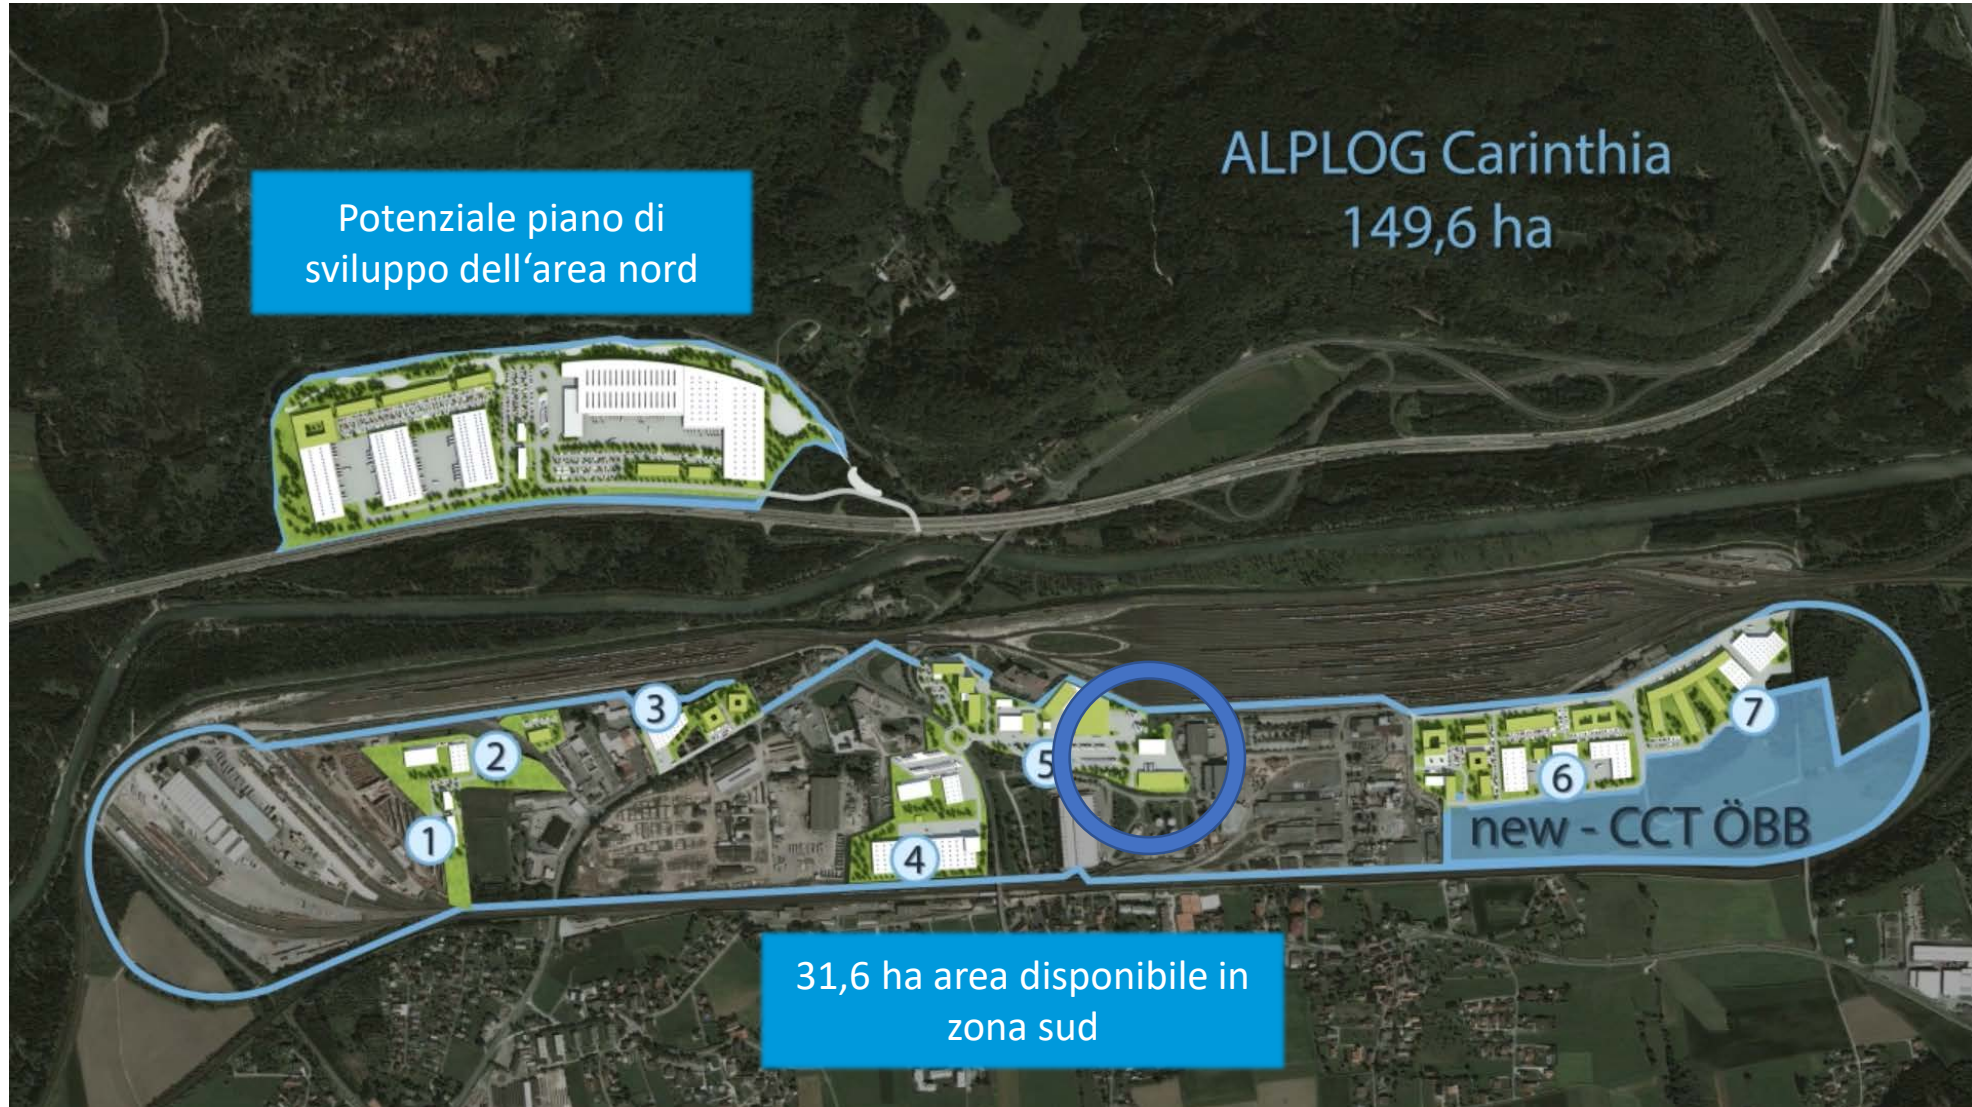 ALPLOG Carinthia
149,6 ha
Potenziale piano di
sviluppo dell‘area nord
3
2
1
4
5
6
7
new - CCT ÖBB
31,6 ha area disponibile in
zona sud